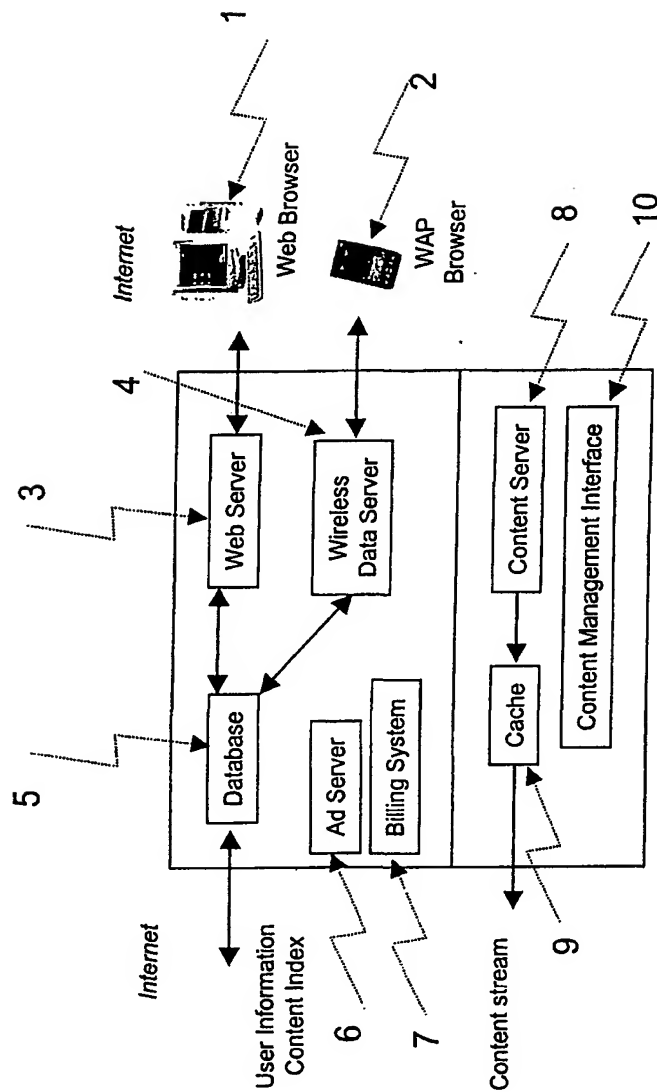 Internet
Internet
1
Web Browser
2
WAP
Browser
3
Web Server
4
Wireless
Data Server
5
Database
User Information
Content Index
Ad Server
6
Billing System
7
Content Server
8
Cache
9
Content stream
Content Management Interface
10